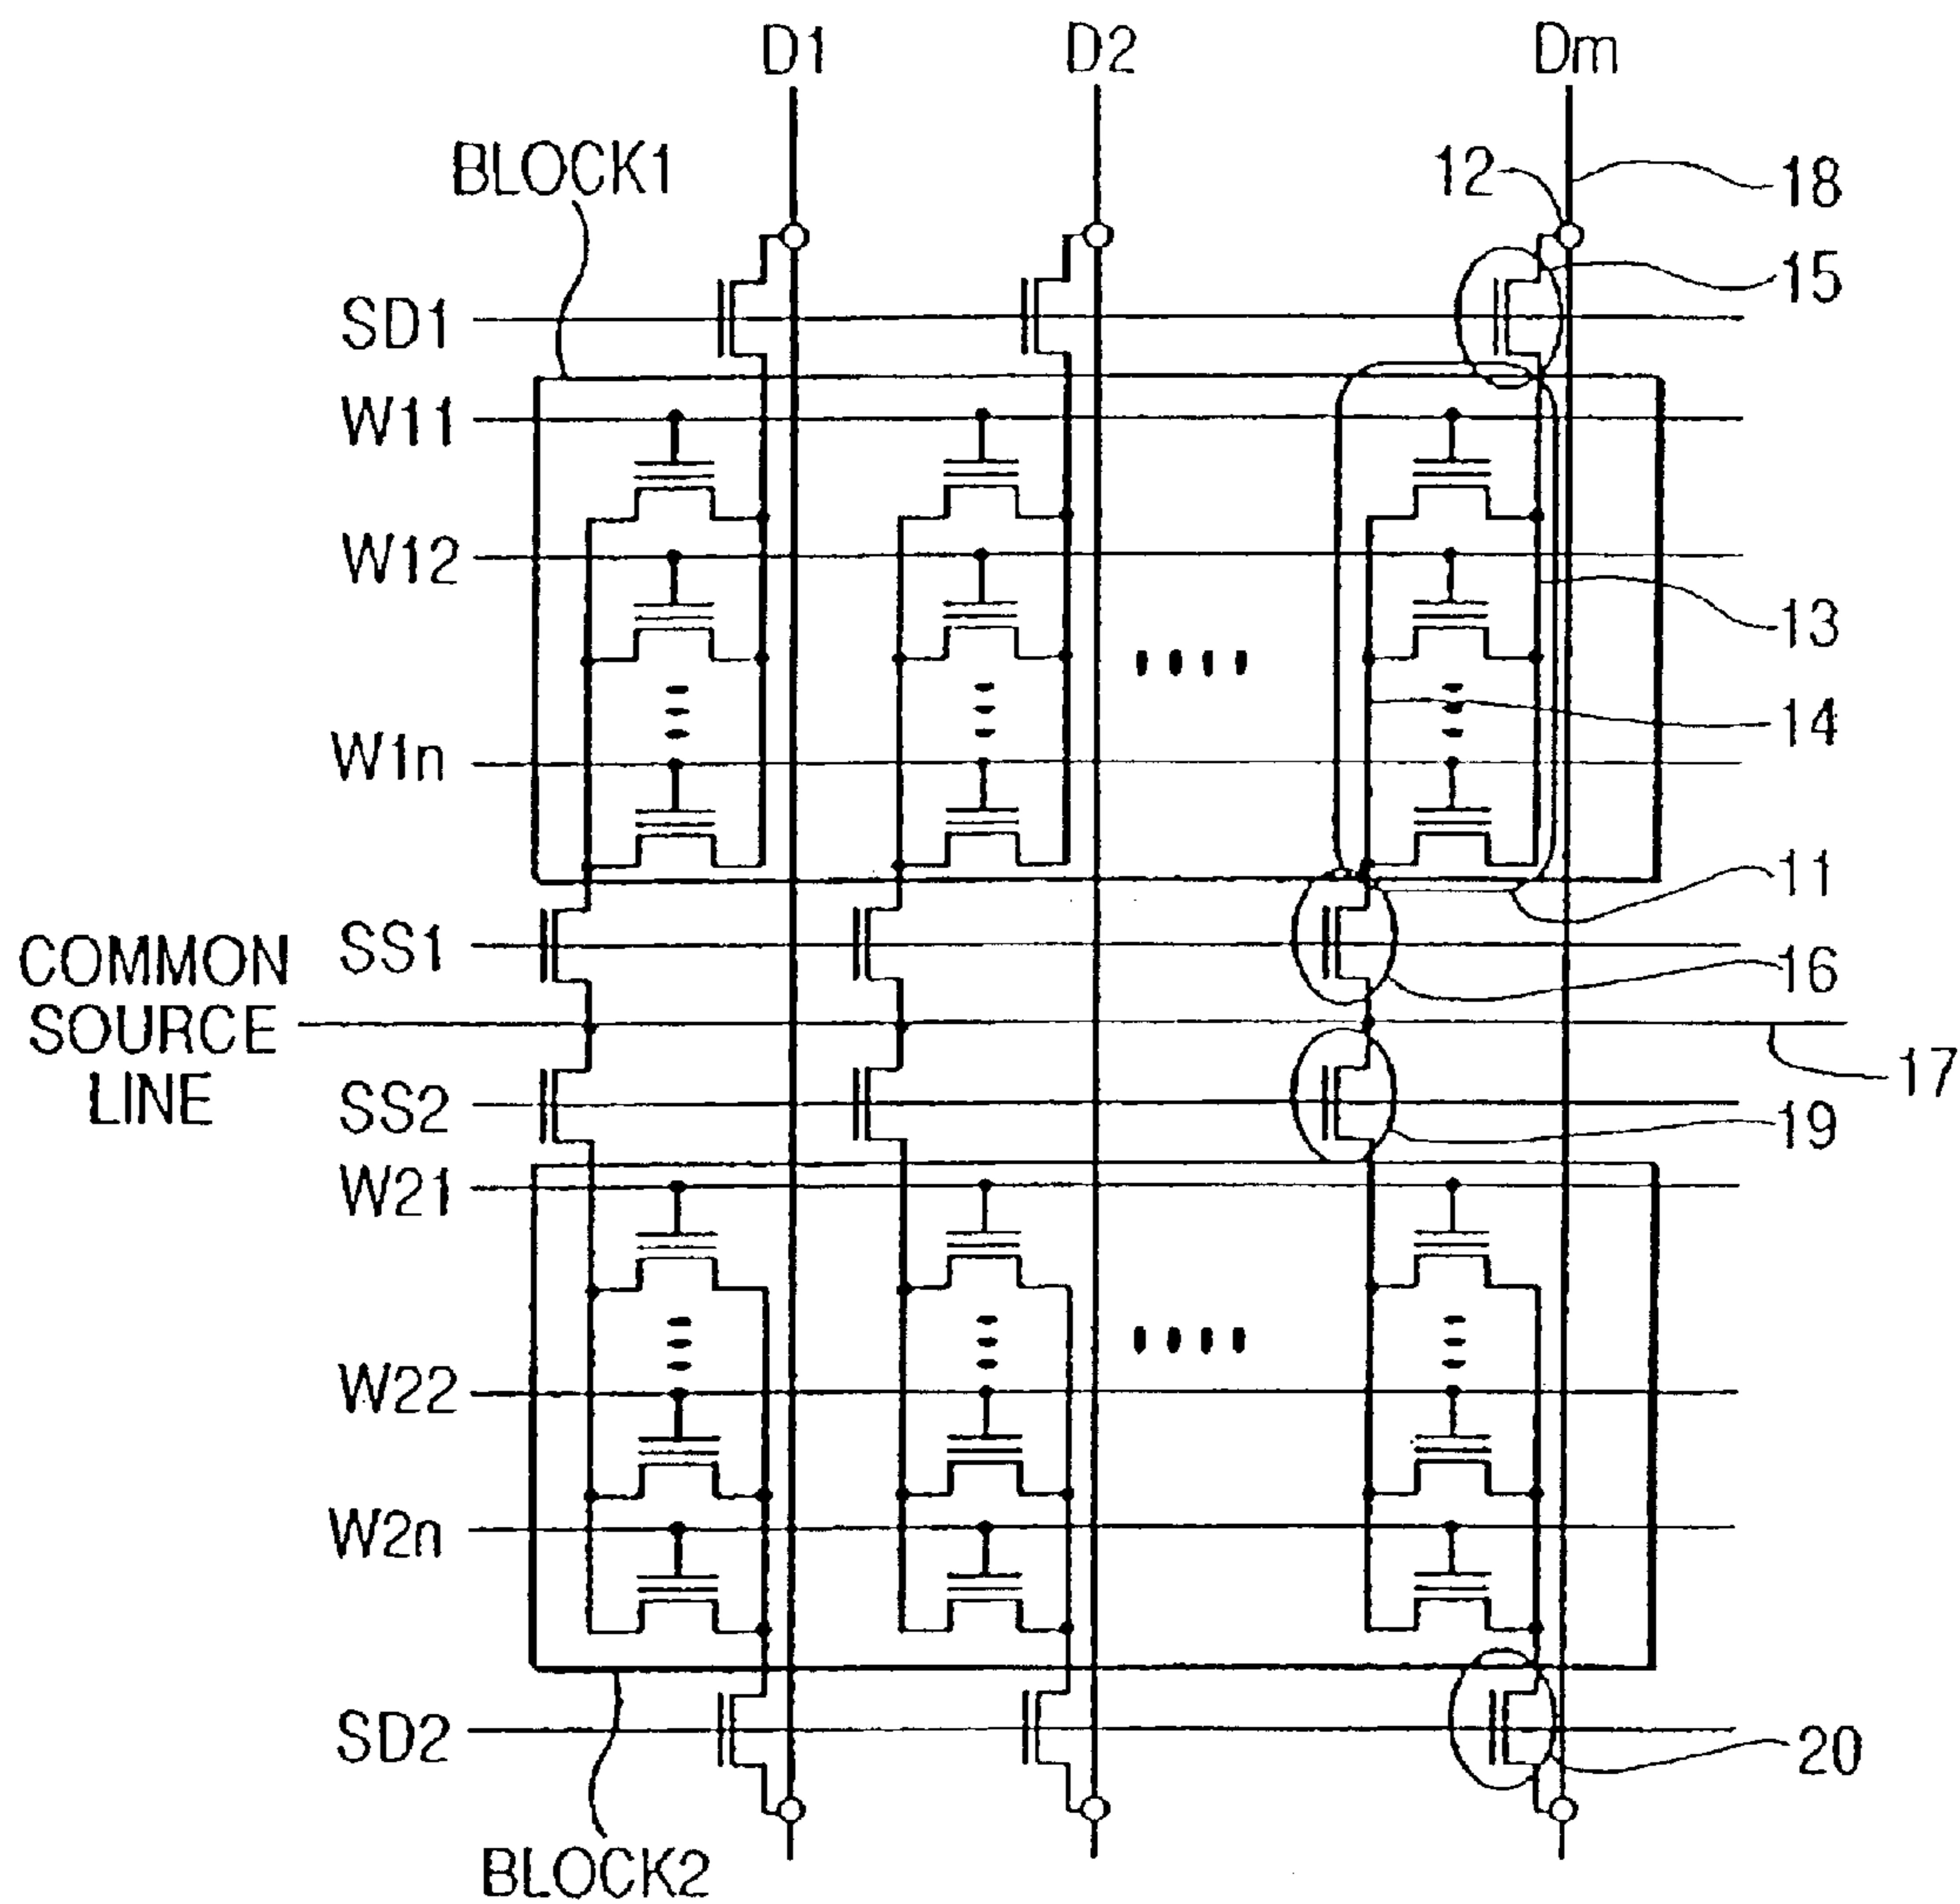 D1
D2
Dm
BLOCK1
12
18
15
SD1
W11
W12
13
14
W1n
11
SS1
16
COMMON
SOURCE
LINE
17
SS2
19
W21
W22
W2n
SD2
20
BLOCK2